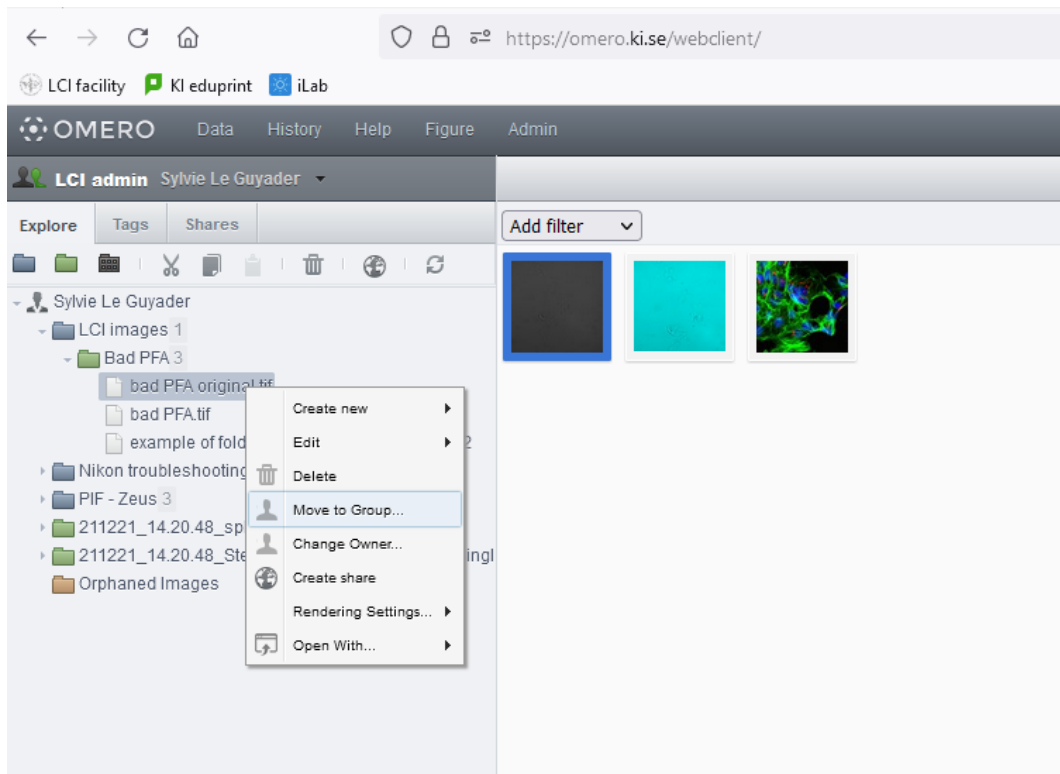 https://omero.ki.se/webclient/
LCI facility KI eduprint iLab
OMERO Data History Help Figure Admin
LCI admin Sylvie Le Guyader
Explore Tags Shares
Add filter
Sylvie Le Guyader
LCI images 1
Bad PFA 3
bad PFA original.tif
bad PFA.tif
example of fold
2
Nikon troubleshooting
PIF - Zeus 3
211221_14.20.48_sp
211221_14.20.48_Ste
ingl
Orphaned Images
Create new
Edit
Delete
Move to Group...
Change Owner...
Create share
Rendering Settings...
Open With...